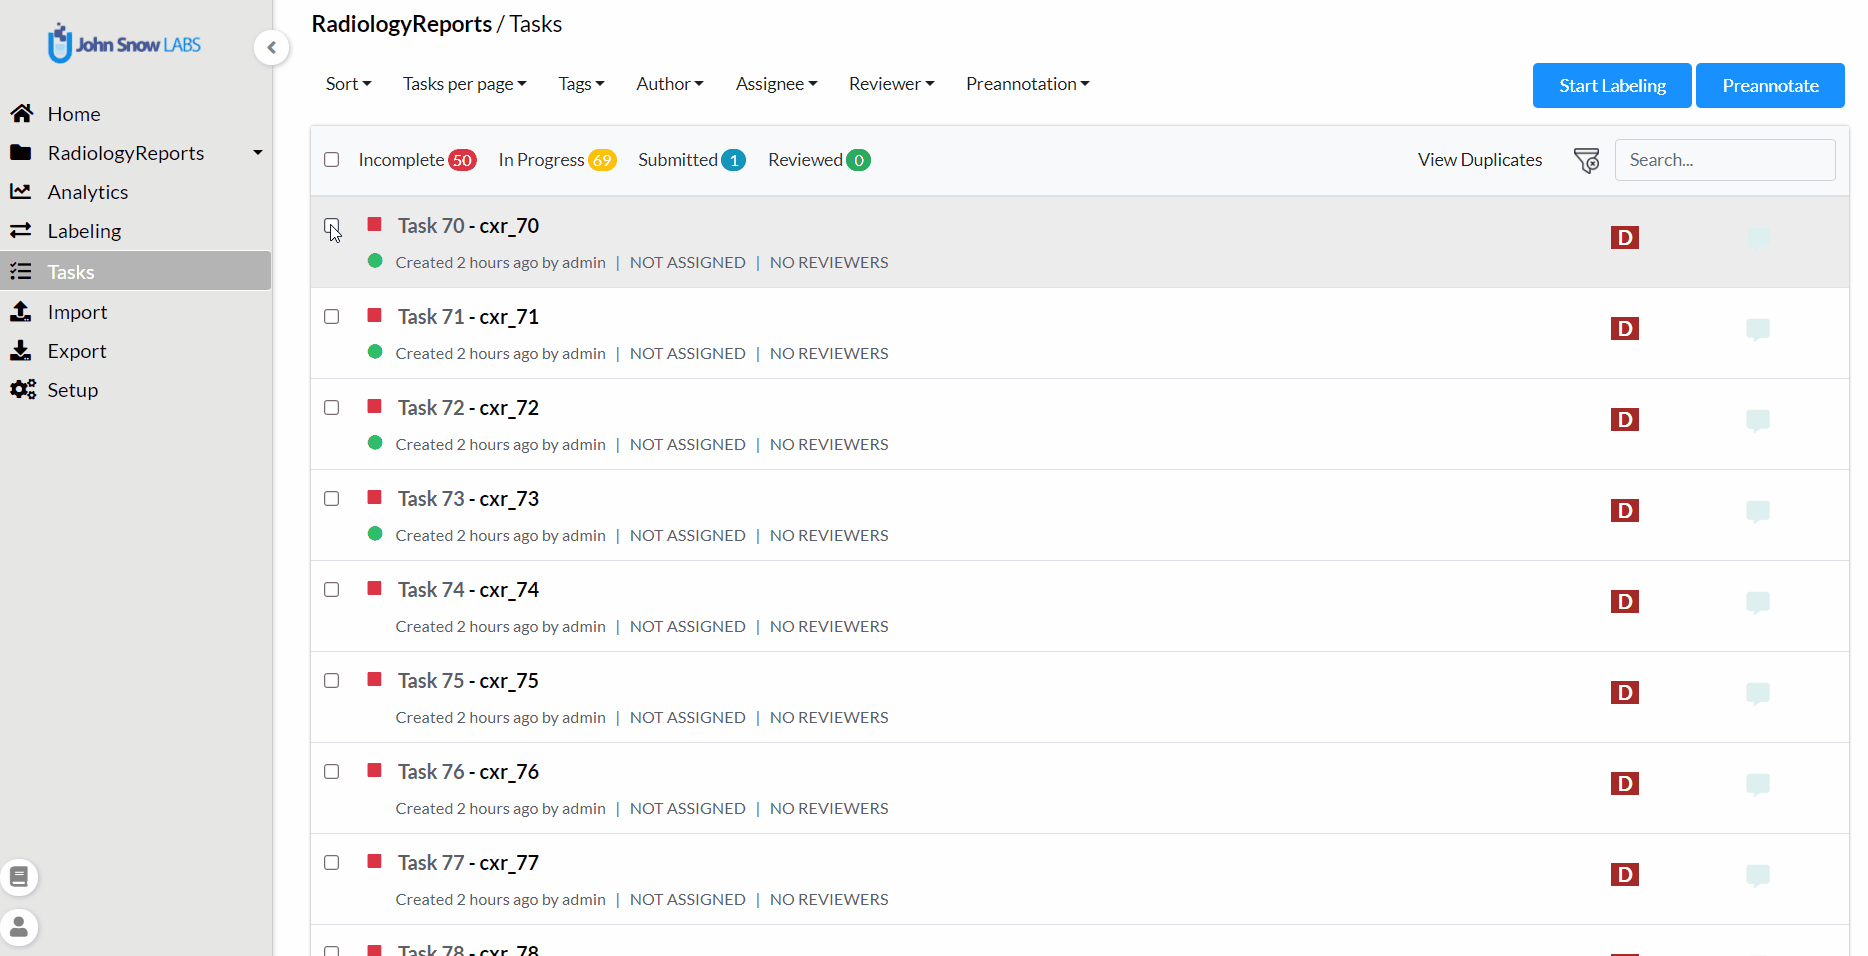 John Snow LABS
Home
RadiologyReports
Analytics
Labeling
Tasks
Import
Export
Setup
RadiologyReports / Tasks
Sort Tasks per page Tags Author Assignee Reviewer Preannotation
Start Labeling Preannotate
Incomplete 50 In Progress 69 Submitted 1 Reviewed 0 View Duplicates Search...
Task 70 - cxr_70 D
Created 2 hours ago by admin | NOT ASSIGNED | NO REVIEWERS
Task 71 - cxr_71 D
Created 2 hours ago by admin | NOT ASSIGNED | NO REVIEWERS
Task 72 - cxr_72 D
Created 2 hours ago by admin | NOT ASSIGNED | NO REVIEWERS
Task 73 - cxr_73 D
Created 2 hours ago by admin | NOT ASSIGNED | NO REVIEWERS
Task 74 - cxr_74 D
Created 2 hours ago by admin | NOT ASSIGNED | NO REVIEWERS
Task 75 - cxr_75 D
Created 2 hours ago by admin | NOT ASSIGNED | NO REVIEWERS
Task 76 - cxr_76 D
Created 2 hours ago by admin | NOT ASSIGNED | NO REVIEWERS
Task 77 - cxr_77 D
Created 2 hours ago by admin | NOT ASSIGNED | NO REVIEWERS
Task 78 - cxr_78